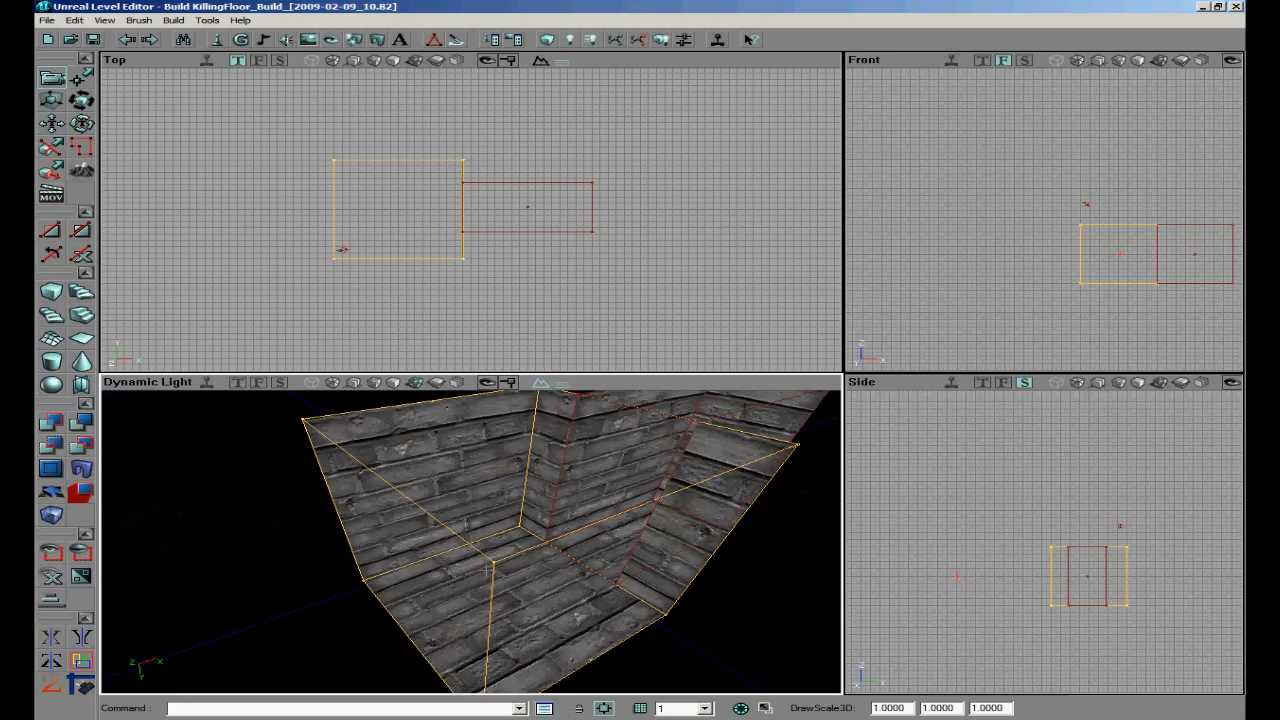 Unreal Level Editor - Build KillingFloor_Build_[2009-02-09_10.82]
File Edit View Brush Build Tools Help
Top T F S
Front T F S
MOV
Y
Z X
Z
Y X
Dynamic Light T F S
Side T F S
Z X
Y
Z
X Y
Command : 1 DrawScale3D: 1.0000 1.0000 1.0000